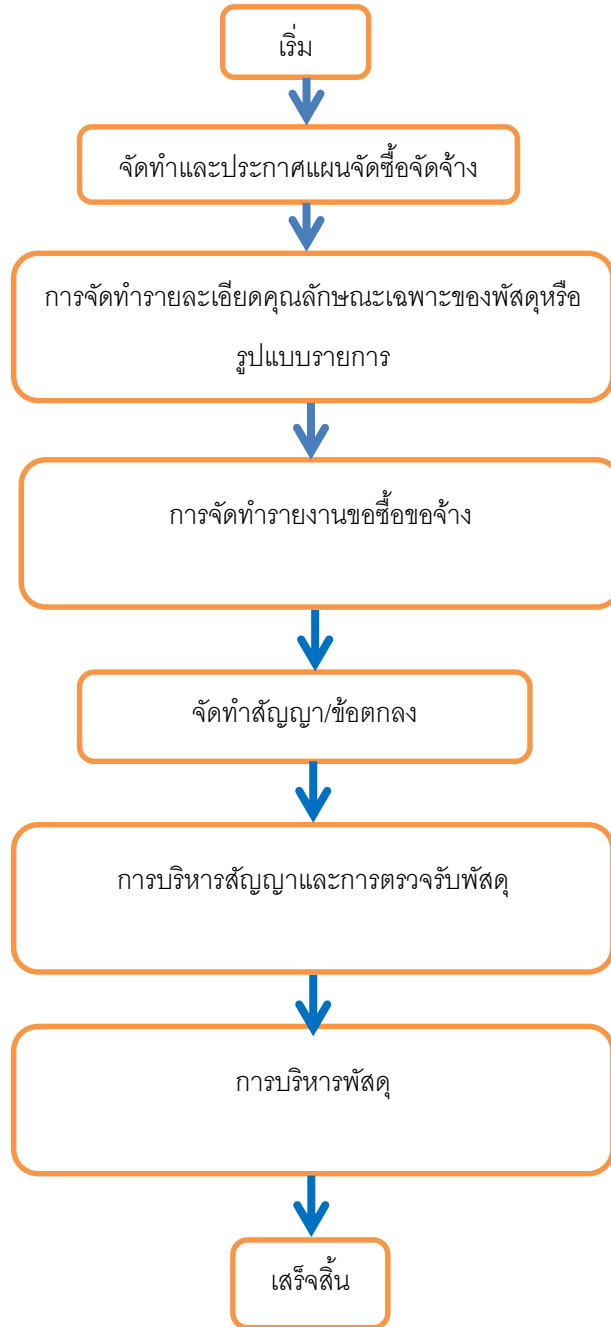 เริ่ม
จัดทำและประกาศแผนจัดซื้อจัดจ้าง
การจัดทำรายละเอียดคุณลักษณะเฉพาะของพัสดุหรือ
รูปแบบรายการ
การจัดทำรายงานขอซื้อขอจ้าง
จัดทำสัญญา/ข้อตกลง
การบริหารสัญญาและการตรวจรับพัสดุ
การบริหารพัสดุ
เสร็จสิ้น